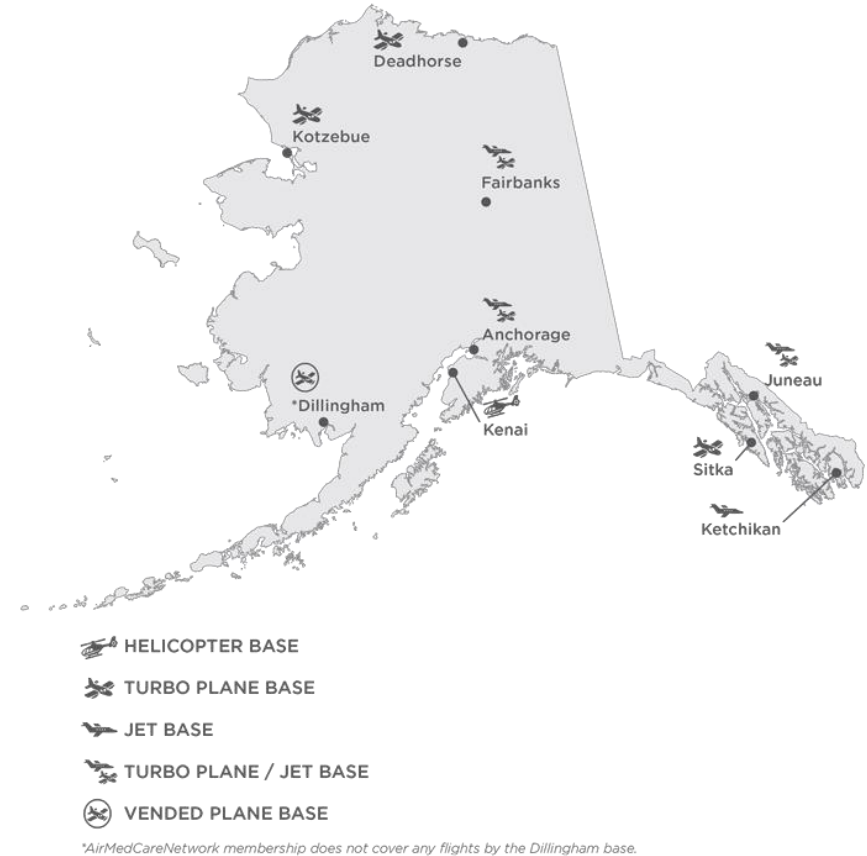 Deadhorse
Kotzebue
Fairbanks
Anchorage
Juneau
*Dillingham
Kenai
Sitka
Ketchikan
HELICOPTER BASE
TURBO PLANE BASE
JET BASE
TURBO PLANE / JET BASE
VENDED PLANE BASE
*AirMedCareNetwork membership does not cover any flights by the Dillingham base.